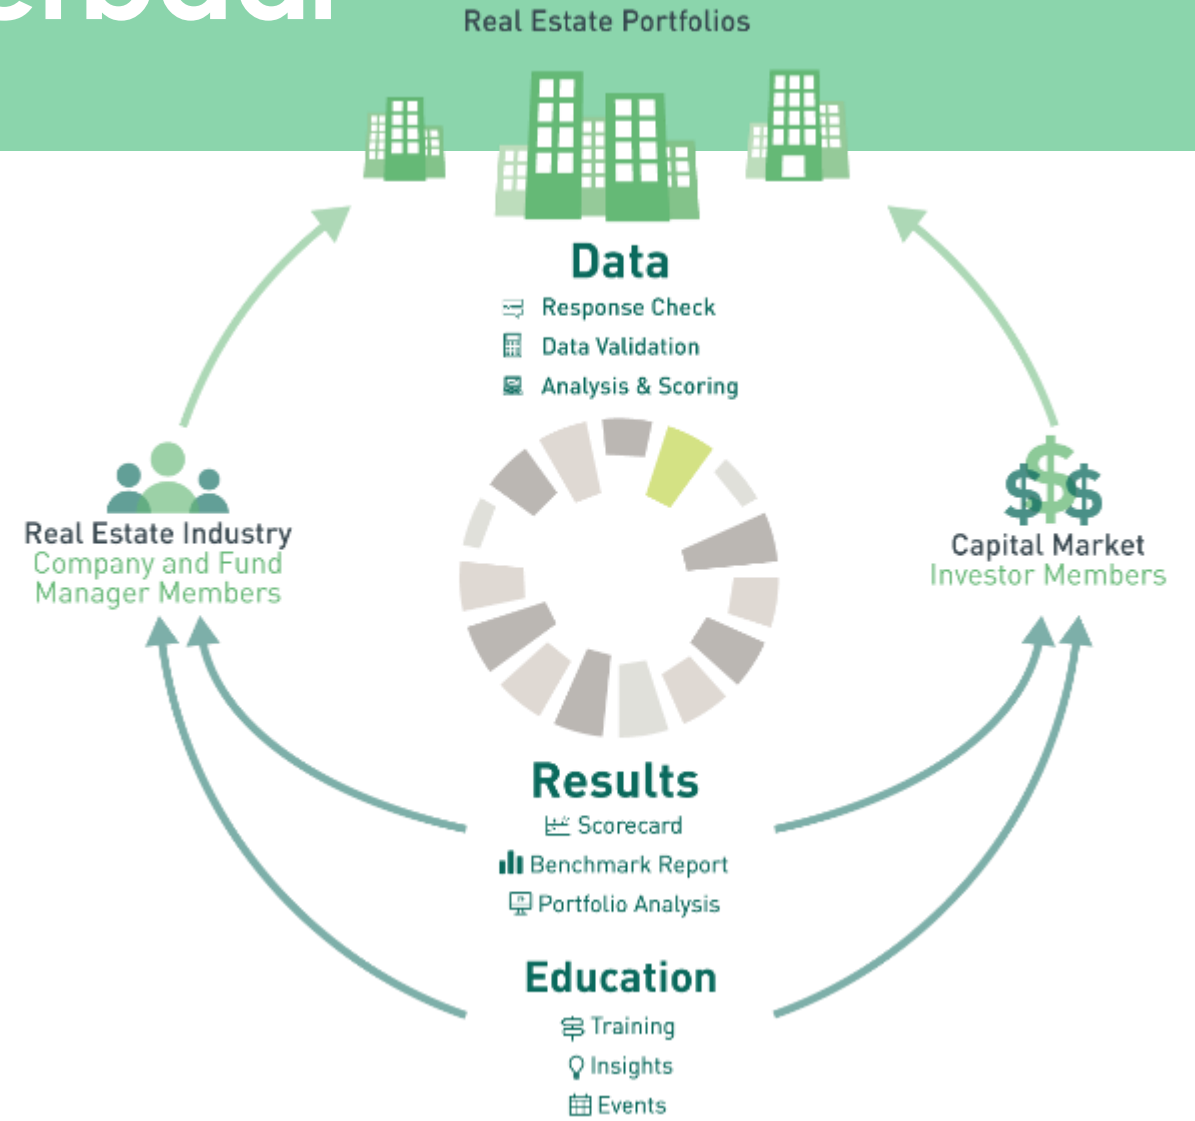 Real Estate Portfolios
Data
Response Check
Data Validation
Analysis & Scoring
Real Estate Industry
Company and Fund
Manager Members
Capital Market
Investor Members
Results
Scorecard
Benchmark Report
Portfolio Analysis
Education
Training
Insights
Events